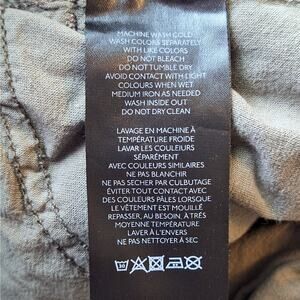 MACHINE WASH COLD
WASH COLORS SEPARATELY
WITH LIKE COLORS
DO NOT BLEACH
DO NOT TUMBLE DRY
AVOID CONTACT WITH LIGHT
COLOURS WHEN WET
MEDIUM IRON AS NEEDED
WASH INSIDE OUT
DO NOT DRY CLEAN
LAVAGE EN MACHINE À
TEMPÉRATURE FROIDE
LAVAR LES COULEURS
SÉPARÉMENT
AVEC COULEURS SIMILAIRES
NE PAS BLANCHIR
NE PAS SECHER PAR CULBUTAGE
ÉVITER TOUT CONTACT AVEC
DES COULEURS PÂLES LORSQUE
LE VÊTEMENT EST MOUILLÉ
REPASSER, AU BESOIN, À TRÈS
MOYENNE TEMPÉRATURE
LAVER À L'ENVERS
NE PAS NETTOYER À SEC
30